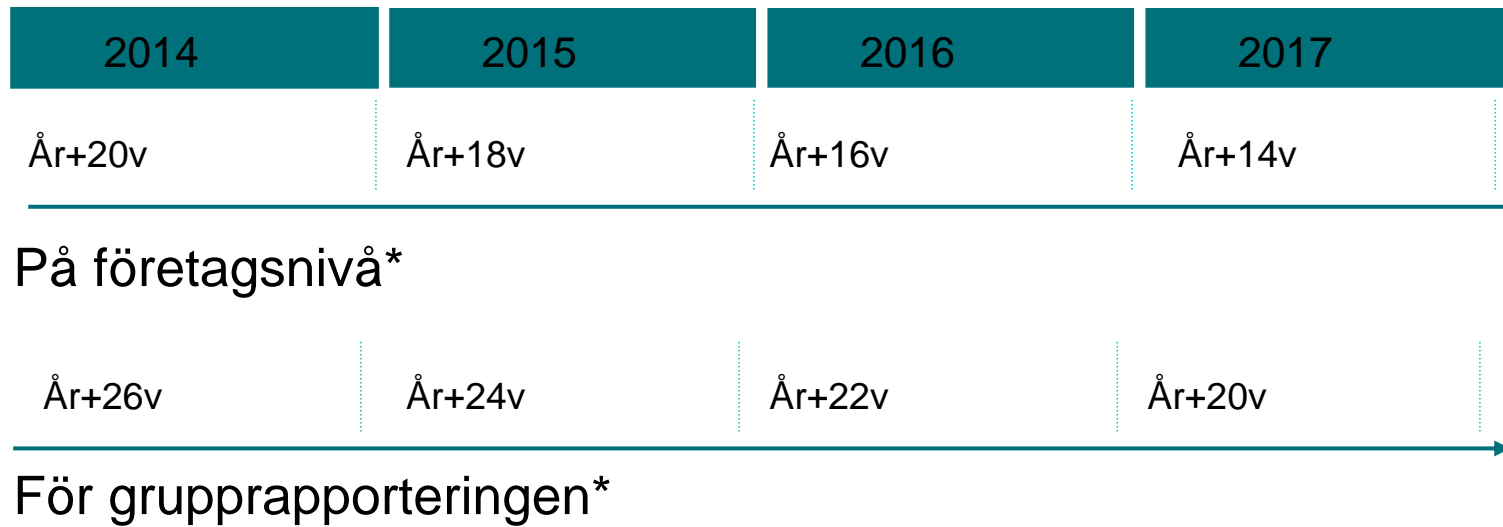 2014 2015 2016 2017
År+20v År+18v År+16v År+14v
På företagsnivå*
År+26v År+24v År+22v År+20v
För grupprapporteringen*